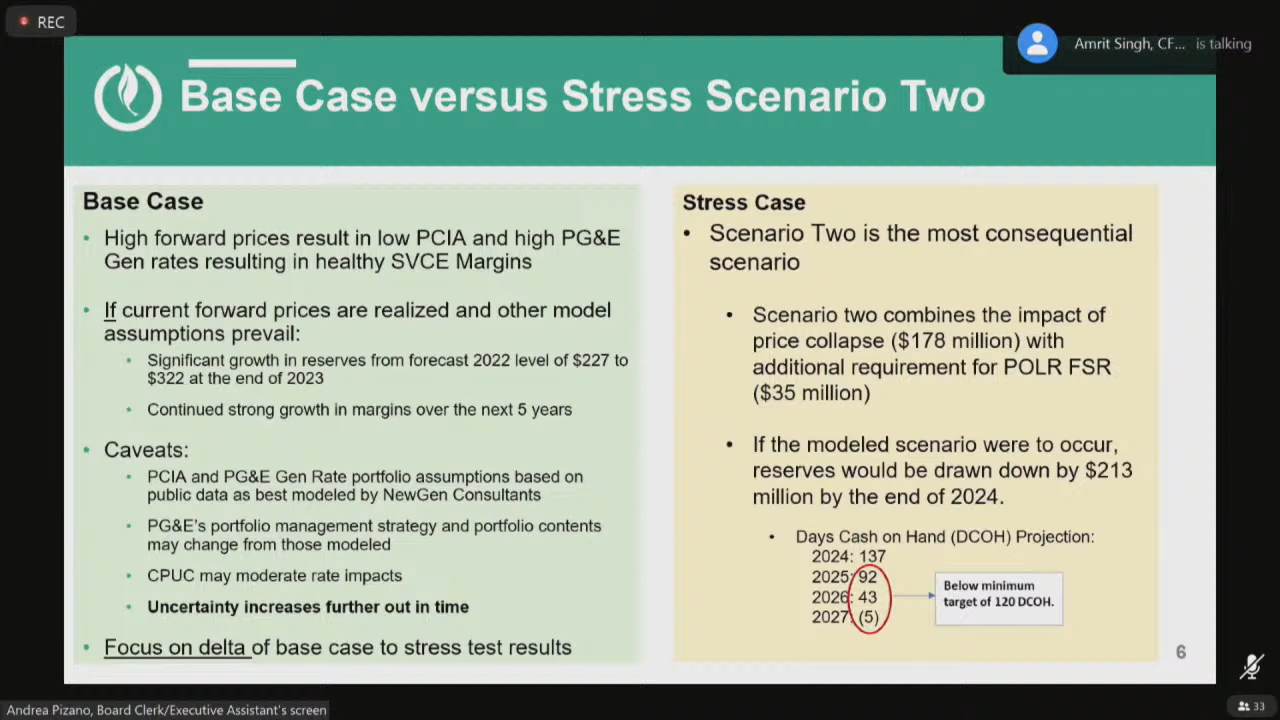 REC
Amrit Singh, CF... is talking
Base Case versus Stress Scenario Two
Base Case
• High forward prices result in low PCIA and high PG&E
Gen rates resulting in healthy SVCE Margins
• If current forward prices are realized and other model
assumptions prevail:
• Significant growth in reserves from forecast 2022 level of $227 to
$322 at the end of 2023
• Continued strong growth in margins over the next 5 years
• Caveats:
• PCIA and PG&E Gen Rate portfolio assumptions based on
public data as best modeled by NewGen Consultants
• PG&E's portfolio management strategy and portfolio contents
may change from those modeled
• CPUC may moderate rate impacts
• Uncertainty increases further out in time
• Focus on delta of base case to stress test results
Stress Case
• Scenario Two is the most consequential
scenario
• Scenario two combines the impact of
price collapse ($178 million) with
additional requirement for POLR FSR
($35 million)
• If the modeled scenario were to occur,
reserves would be drawn down by $213
million by the end of 2024.
• Days Cash on Hand (DCOH) Projection:
2024: 137
2025: 92
2026: 43
2027: (5)
Below minimum
target of 120 DCOH.
6
Andrea Pizano, Board Clerk/Executive Assistant's screen
33